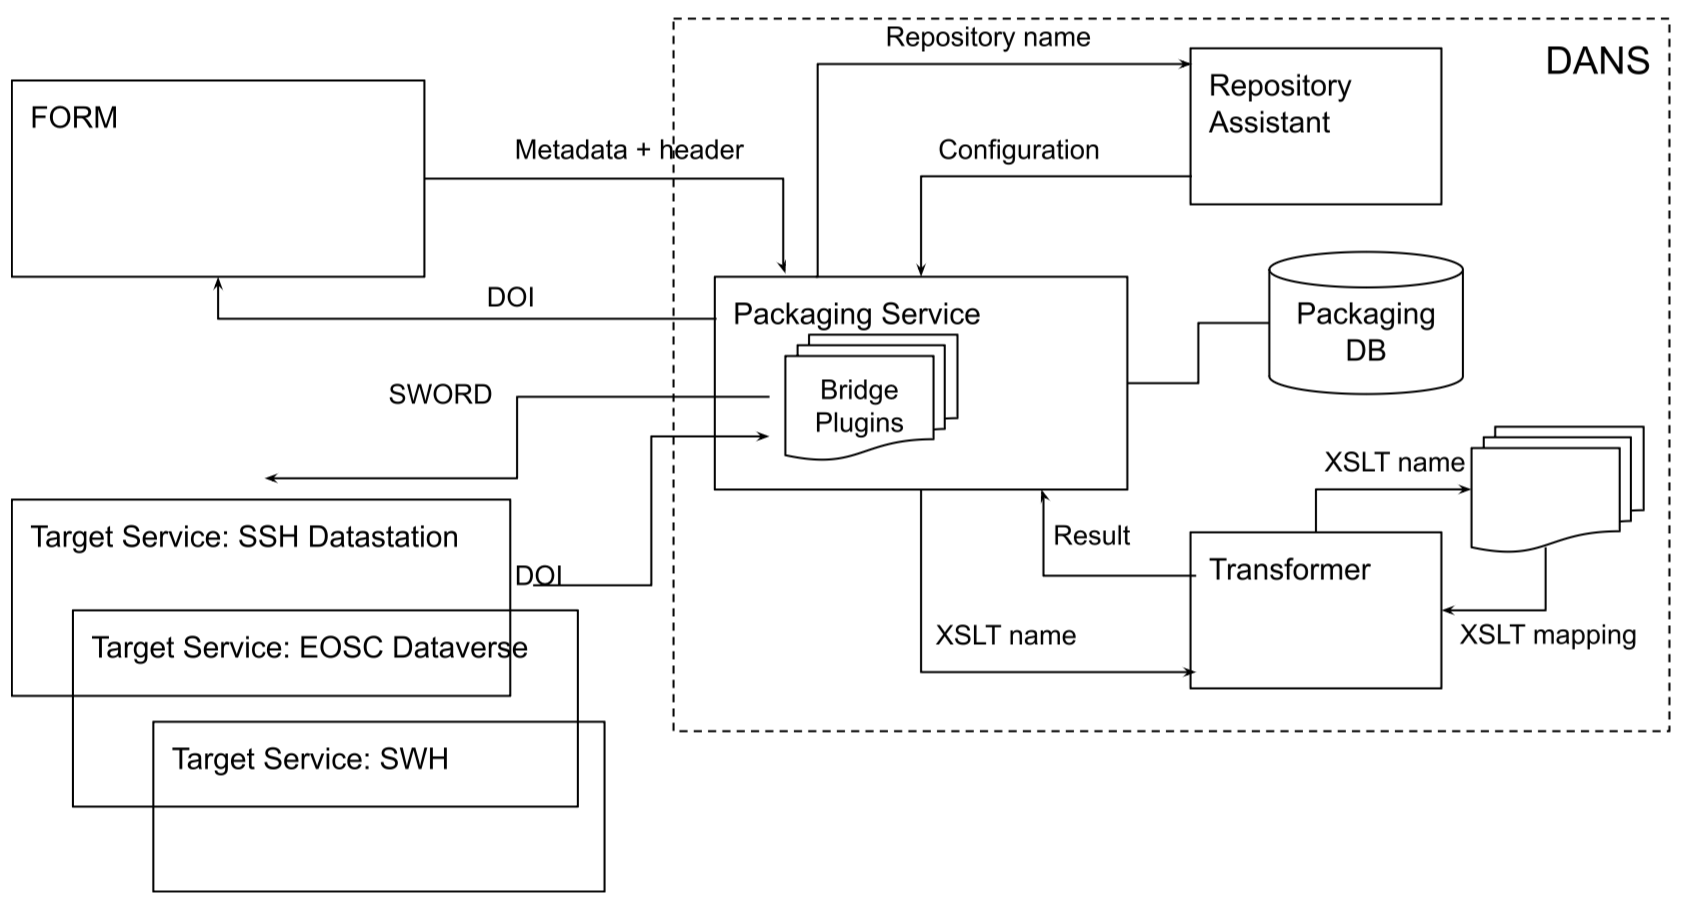 Repository name
DANS
FORM
Repository
Assistant
Metadata + header
Configuration
DOI
Packaging Service
Packaging
DB
SWORD
Bridge
Plugins
XSLT name
Target Service: SSH Datastation
Result
DOI
Transformer
XSLT name
XSLT mapping
Target Service: EOSC Dataverse
Target Service: SWH